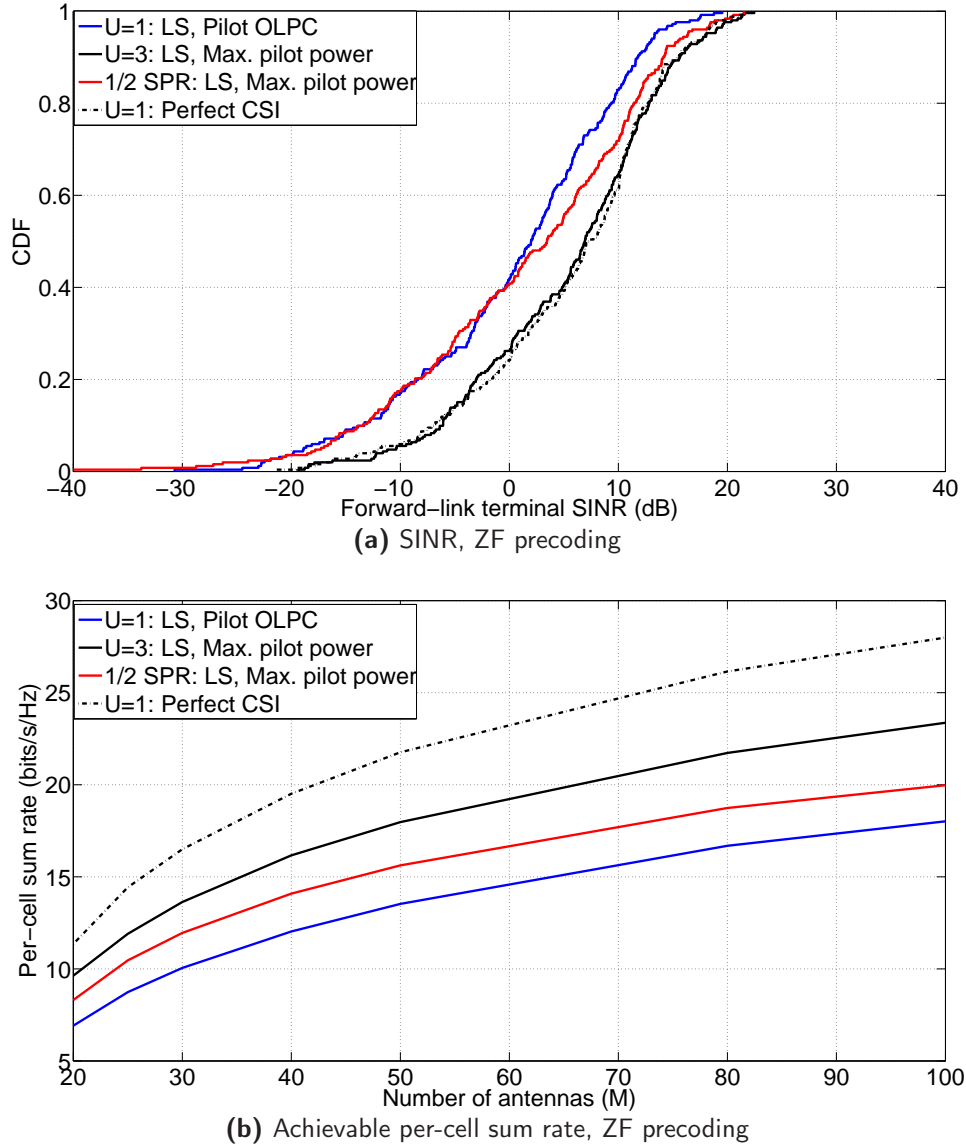 1
0.8
0.6
0.4
0.2
0
CDF
U=1: LS, Pilot OLPC
U=3: LS, Max. pilot power
1/2 SPR: LS, Max. pilot power
U=1: Perfect CSI
−40 −30 −20 −10 0 10 20 30 40
Forward−link terminal SINR (dB)
(a) SINR, ZF precoding
30
25
20
15
10
5
Per−cell sum rate (bits/s/Hz)
U=1: LS, Pilot OLPC
U=3: LS, Max. pilot power
1/2 SPR: LS, Max. pilot power
U=1: Perfect CSI
20 30 40 50 60 70 80 90 100
Number of antennas (M)
(b) Achievable per-cell sum rate, ZF precoding